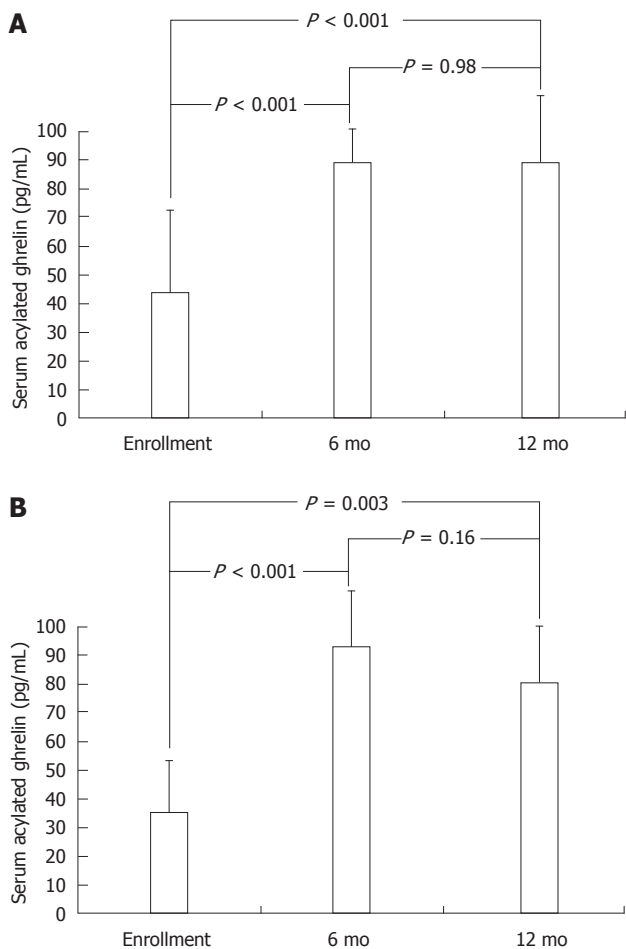 A
P < 0.001
P = 0.98
P < 0.001
Serum acylated ghrelin (pg/mL)
100
90
80
70
60
50
40
30
20
10
0
Enrollment 6 mo 12 mo
B
P = 0.003
P = 0.16
P < 0.001
Serum acylated ghrelin (pg/mL)
100
90
80
70
60
50
40
30
20
10
0
Enrollment 6 mo 12 mo